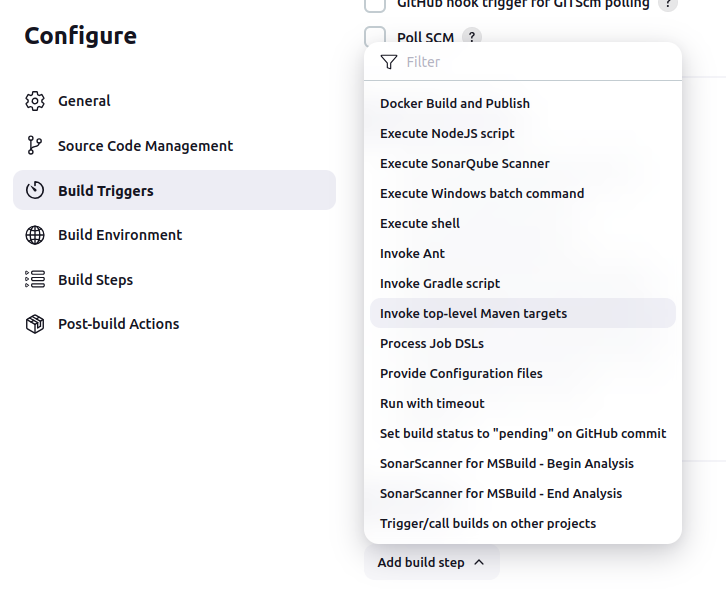 Configure
General
Source Code Management
Build Triggers
Build Environment
Build Steps
Post-build Actions
GitHub hook trigger for GITScm polling ?
Poll SCM ?
Filter
Docker Build and Publish
Execute NodeJS script
Execute SonarQube Scanner
Execute Windows batch command
Execute shell
Invoke Ant
Invoke Gradle script
Invoke top-level Maven targets
Process Job DSLs
Provide Configuration files
Run with timeout
Set build status to "pending" on GitHub commit
SonarScanner for MSBuild - Begin Analysis
SonarScanner for MSBuild - End Analysis
Trigger/call builds on other projects
Add build step